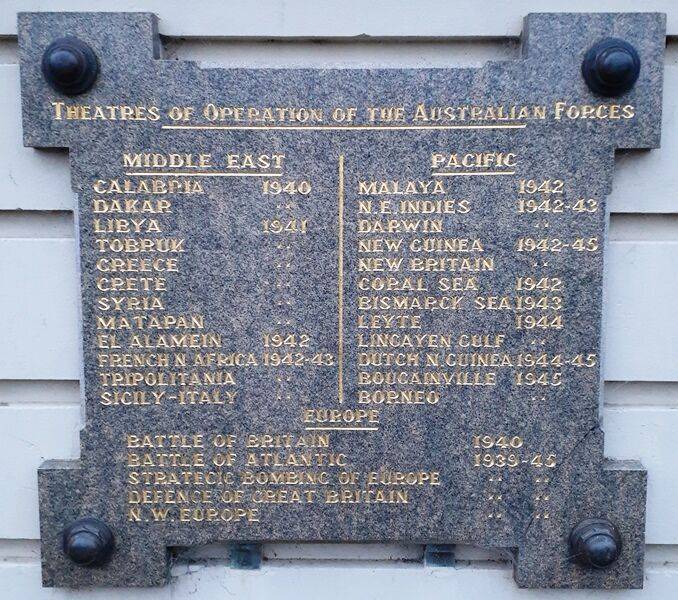 THEATRES OF OPERATION OF THE AUSTRALIAN FORCES
MIDDLE EAST
CALABRIA 1940
DAKAR " "
LIBYA 1941
TOBRUK " "
GREECE " "
CRETE " "
SYRIA " "
MATAPAN " "
EL ALAMEIN 1942
FRENCH N AFRICA 1942-43
TRIPOLITANIA " "
SICILY-ITALY " "
PACIFIC
MALAYA 1942
N.E. INDIES 1942-43
DARWIN " "
NEW GUINEA 1942-45
NEW BRITAIN " "
CORAL SEA 1942
BISMARCK SEA 1943
LEYTE 1944
LINGAYEN GULF " "
DUTCH N GUINEA 1944-45
BOUGAINVILLE 1945
BORNEO " "
EUROPE
BATTLE OF BRITAIN 1940
BATTLE OF ATLANTIC 1939-45
STRATEGIC BOMBING OF EUROPE " "
DEFENCE OF GREAT BRITAIN " "
N.W. EUROPE " "